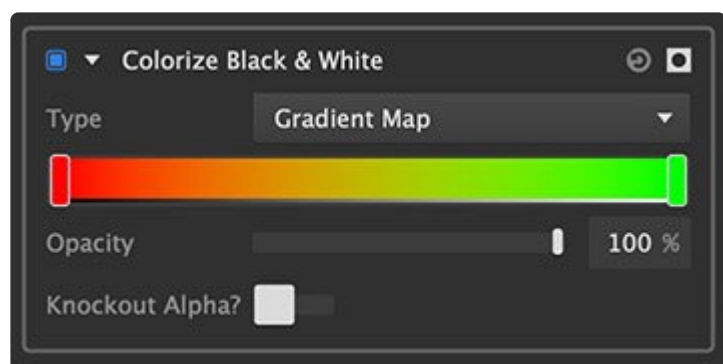 Colorize Black & White
Type Gradient Map
Opacity 100 %
Knockout Alpha?